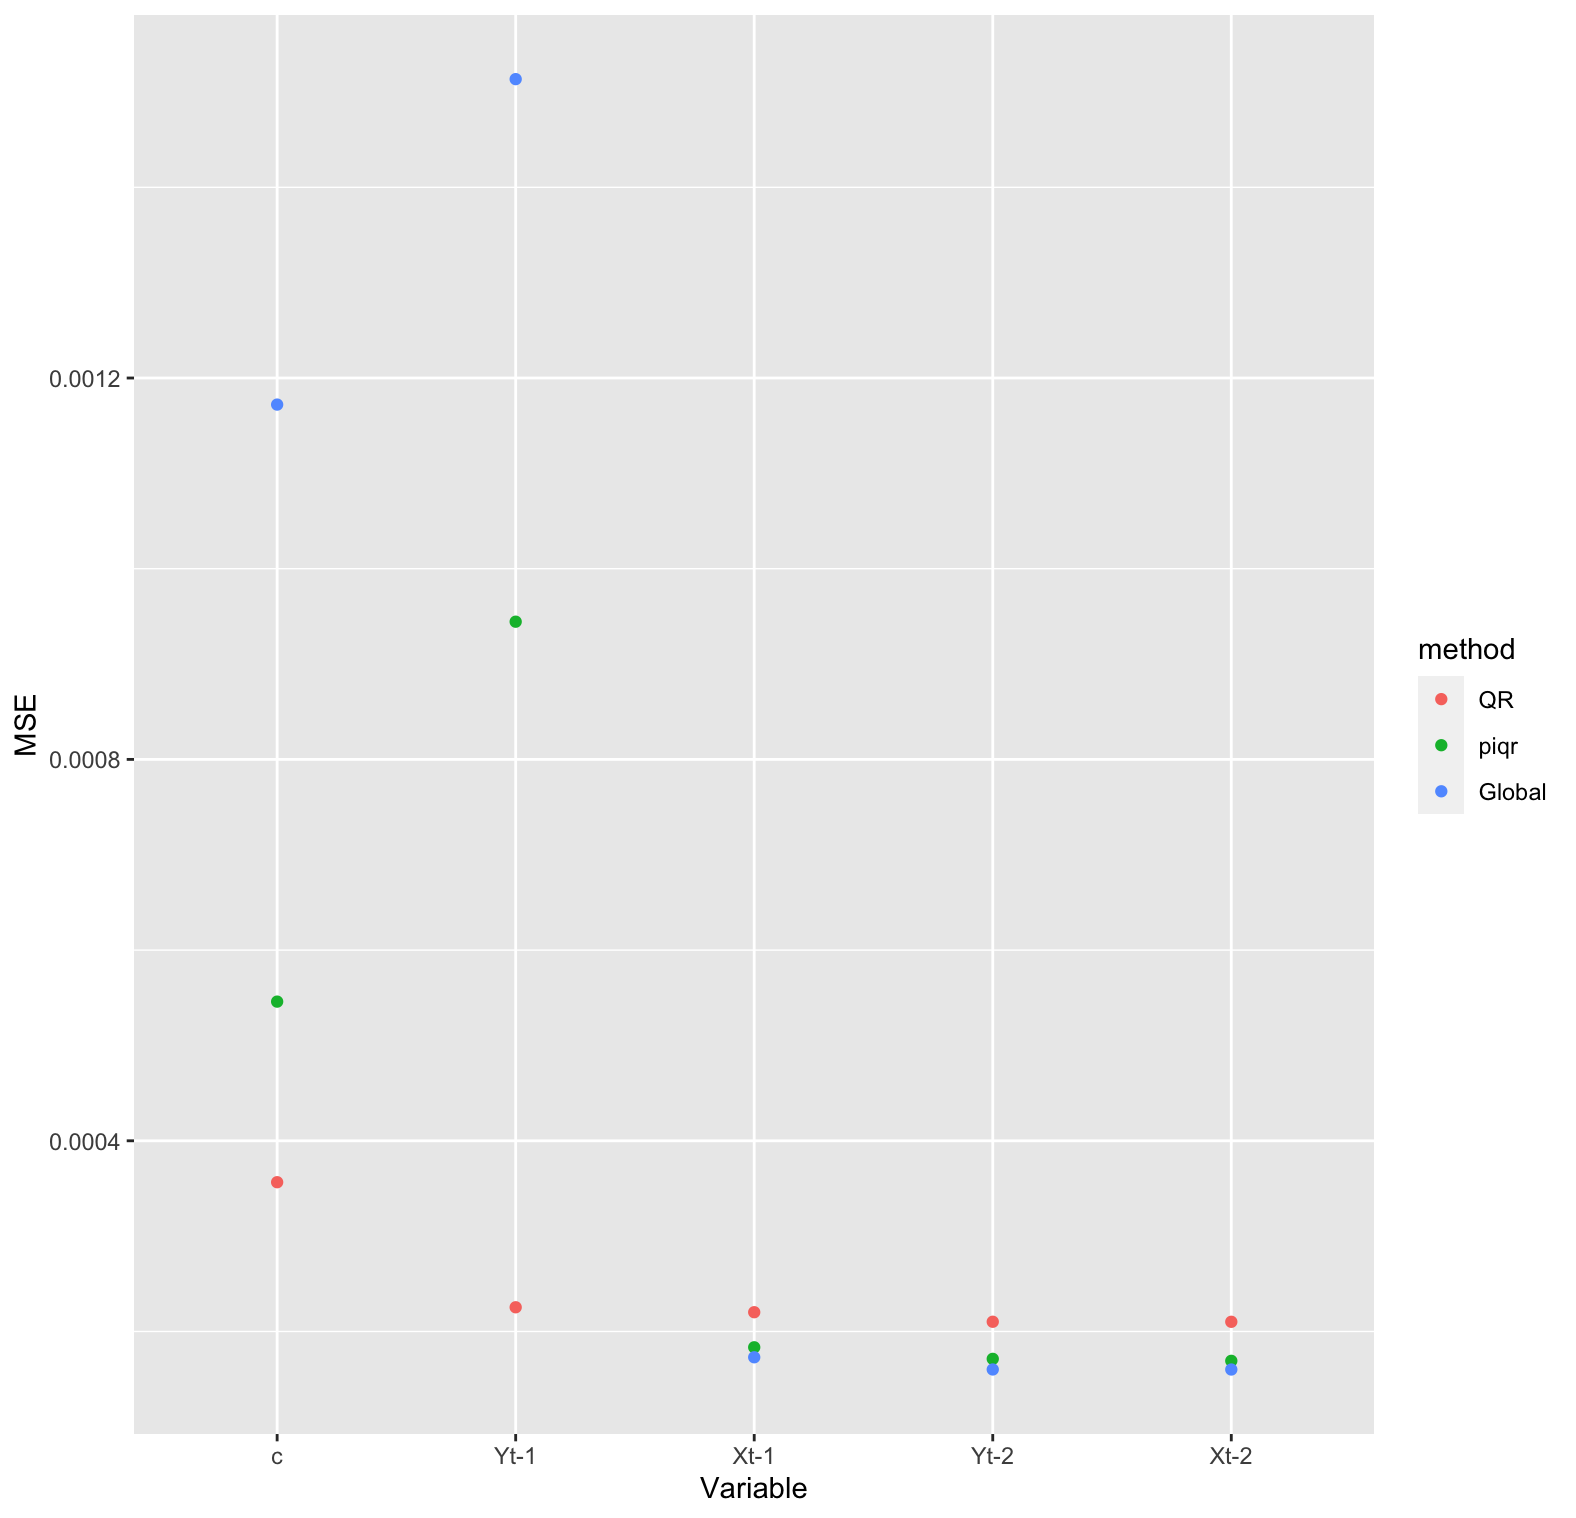 0.0012
0.0008
0.0004
MSE
c
Yt-1
Xt-1
Yt-2
Xt-2
Variable
method
QR
piqr
Global